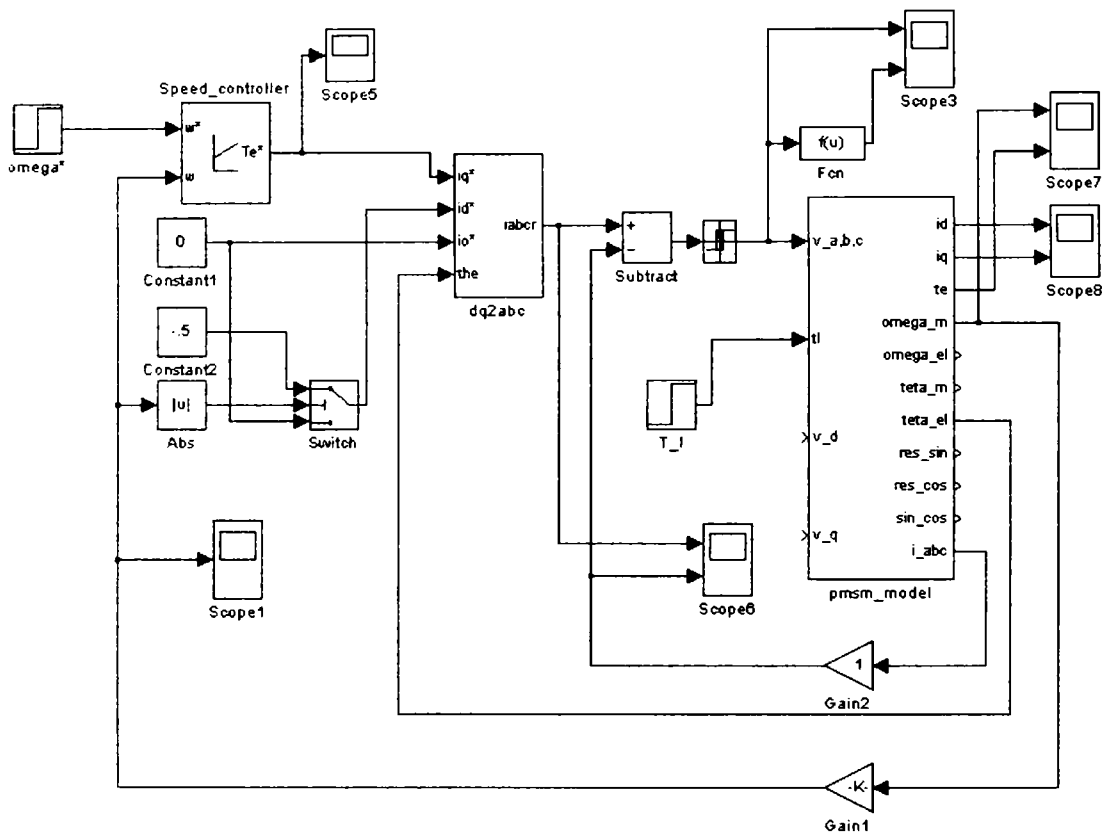 Speed_controller
Scope5
Scope3
omega*
w*
w
Te*
f(u)
Fcn
Scope7
iq*
id*
io*
the
iabcr
dq2abc
0
Constant1
-.5
Constant2
|u|
Abs
Switch
+
-
Subtract
v_a,b,c
tl
v_d
v_q
id
iq
te
omega_m
omega_el
teta_m
teta_el
res_sin
res_cos
sin_cos
i_abc
pmsm_model
Scope8
T_l
Scope1
Scope6
1
Gain2
-K-
Gain1